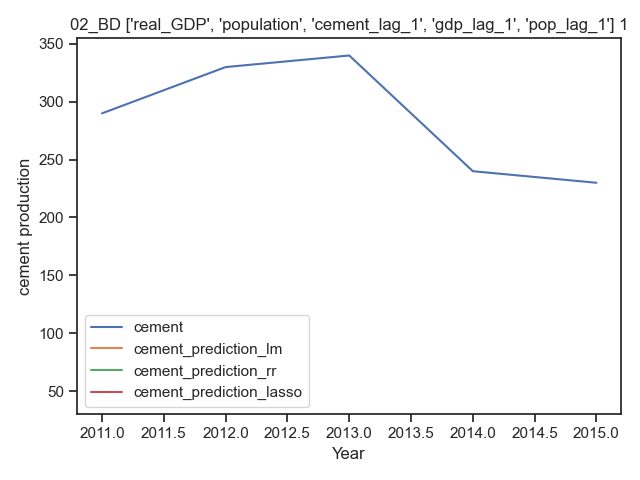 02_BD ['real_GDP', 'population', 'cement_lag_1', 'gdp_lag_1', 'pop_lag_1'] 1
350
300
250
200
150
100
50
cement production
cement
cement_prediction_lm
cement_prediction_rr
cement_prediction_lasso
2011.0 2011.5 2012.0 2012.5 2013.0 2013.5 2014.0 2014.5 2015.0
Year